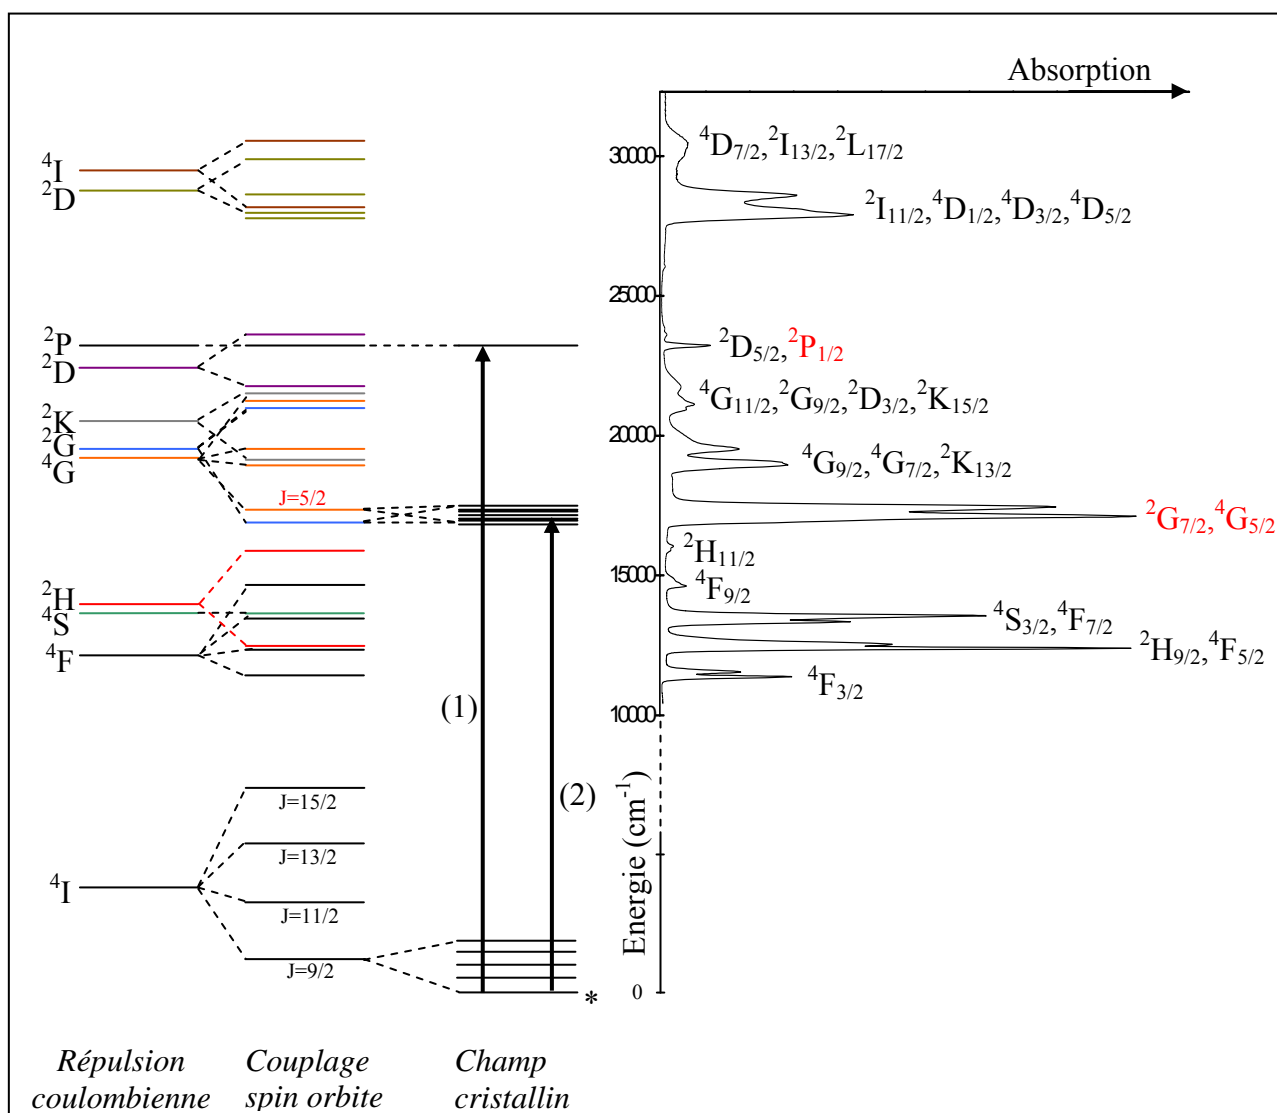 Absorption
30000
⁴D₇/₂,²I₁₃/₂,²L₁₇/₂
⁴I
²D
²I₁₁/₂,⁴D₁/₂,⁴D₃/₂,⁴D₅/₂
25000
²P
²D₅/₂,²P₁/₂
²D
⁴G₁₁/₂,²G₉/₂,²D₃/₂,²K₁₅/₂
²K
20000
²G
⁴G
⁴G₉/₂,⁴G₇/₂,²K₁₃/₂
J=5/2
²G₇/₂,⁴G₅/₂
²H₁₁/₂
15000
⁴F₉/₂
²H
⁴S
⁴S₃/₂,⁴F₇/₂
⁴F
²H₉/₂,⁴F₅/₂
⁴F₃/₂
(1)
10000
(2)
J=15/2
J=13/2
⁴I
J=11/2
J=9/2
Energie (cm⁻¹)
*
0
Répulsion coulombienne
Couplage spin orbite
Champ cristallin